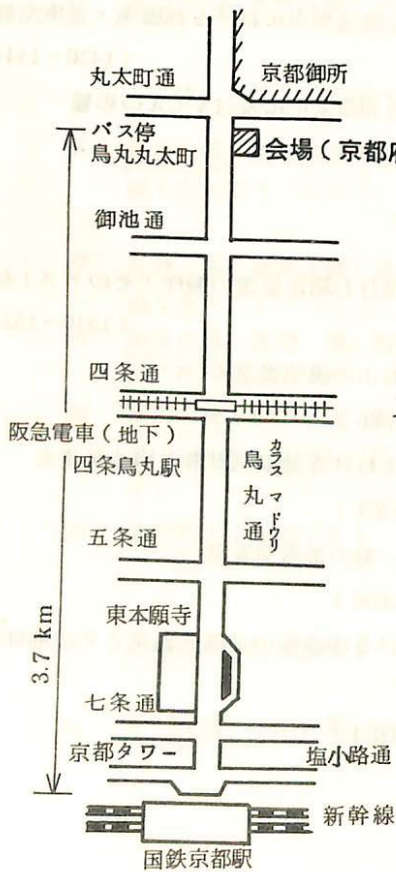 丸太町通
京都御所
バス停
烏丸丸太町
会場(京都府
御池通
四条通
阪急電車(地下)
四条烏丸駅
カラスマドウリ
烏丸通
五条通
3.7 km
東本願寺
七条通
京都タワー
塩小路通
新幹線
国鉄京都駅